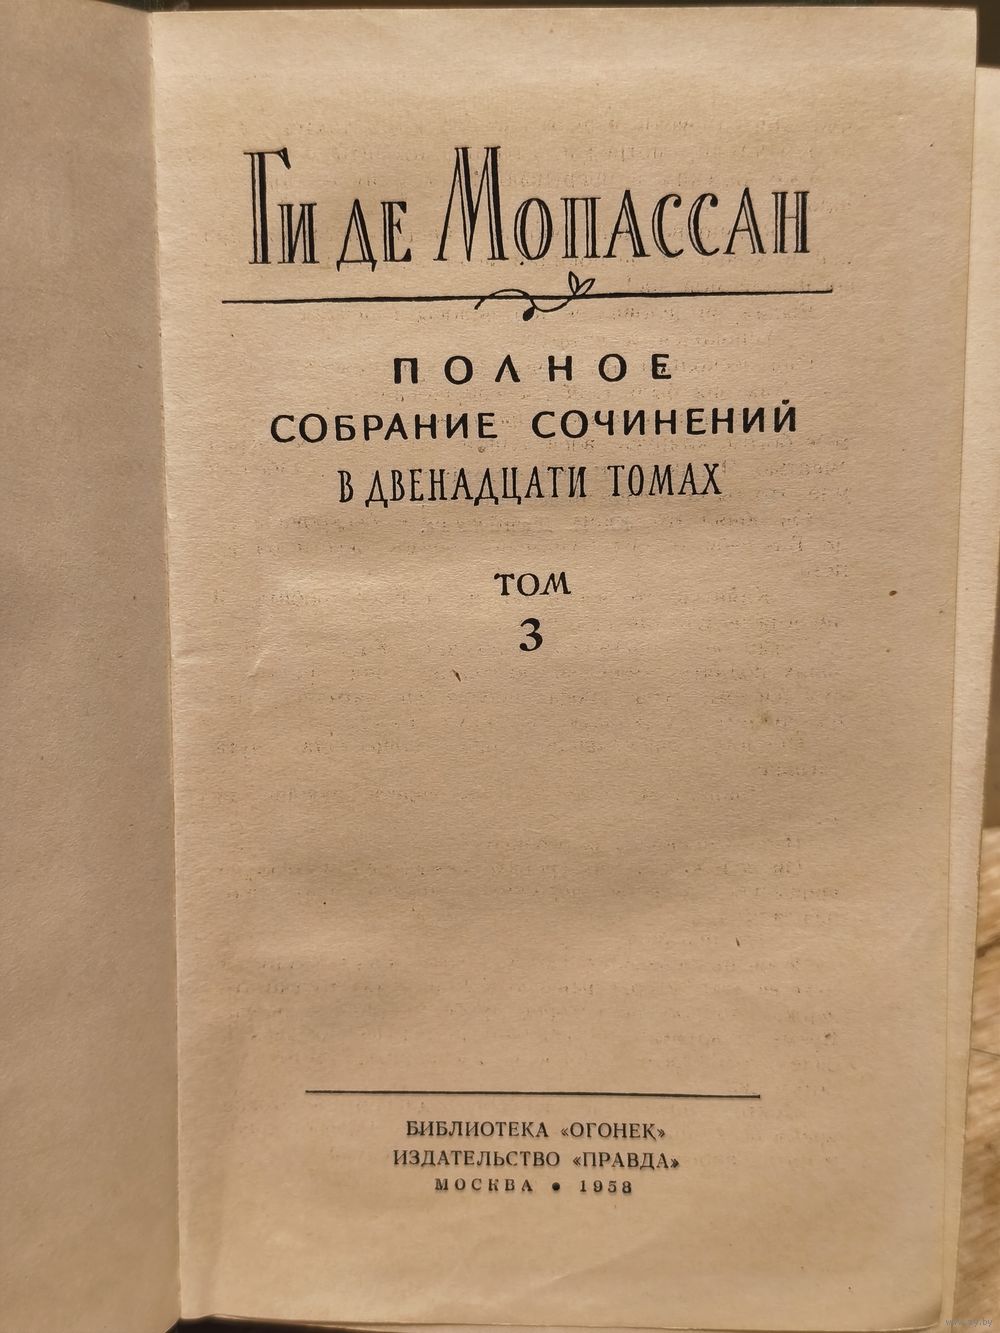 Ги де Мопассан
ПОЛНОЕ
СОБРАНИЕ СОЧИНЕНИЙ
В ДВЕНАДЦАТИ ТОМАХ
ТОМ
3
БИБЛИОТЕКА «ОГОНЕК»
ИЗДАТЕЛЬСТВО «ПРАВДА»
МОСКВА • 1958